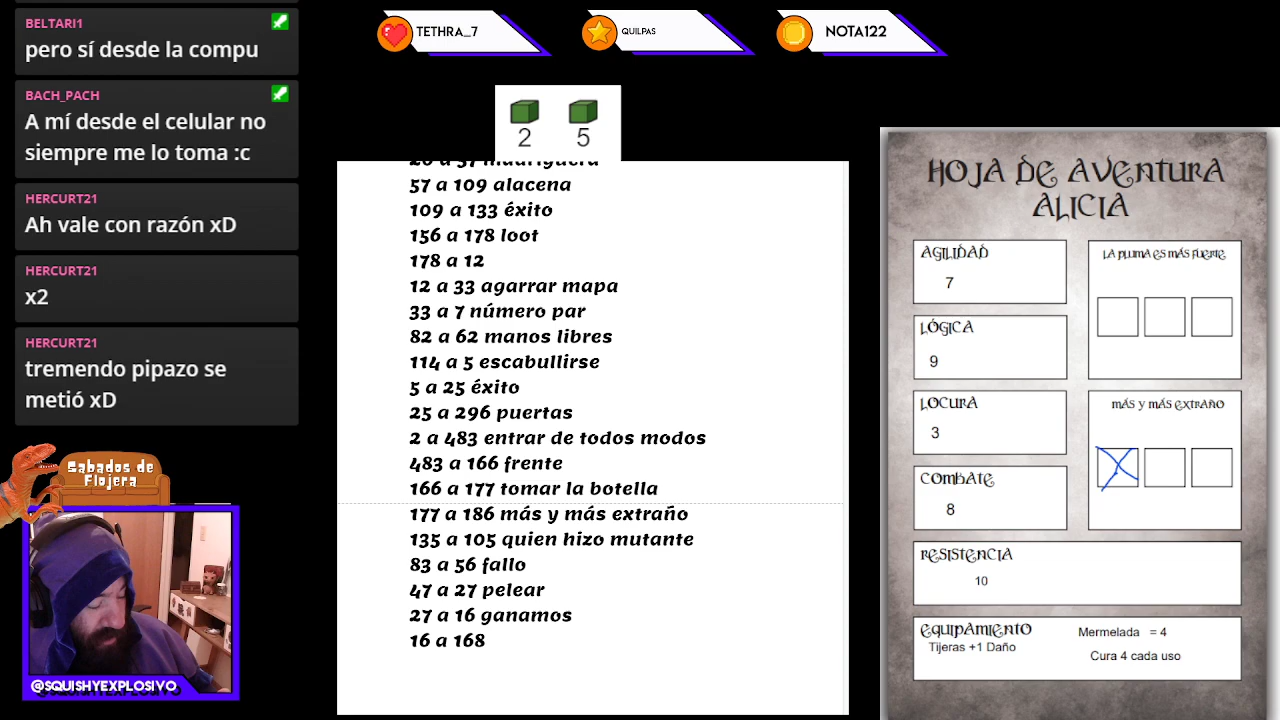 BELTARI1
pero sí desde la compu
BACH_PACH
A mí desde el celular no
siempre me lo toma :c
HERCURT21
Ah vale con razón xD
HERCURT21
x2
HERCURT21
tremendo pipazo se
metió xD
Sabados de
Flojera
@SQUISHYEXPLOSIVO
TETHRA_7
QUILPAS
NOTA122
2 5
57 a 109 alacena
109 a 133 éxito
156 a 178 loot
178 a 12
12 a 33 agarrar mapa
33 a 7 número par
82 a 62 manos libres
114 a 5 escabullirse
5 a 25 éxito
25 a 296 puertas
2 a 483 entrar de todos modos
483 a 166 frente
166 a 177 tomar la botella
177 a 186 más y más extraño
135 a 105 quien hizo mutante
83 a 56 fallo
47 a 27 pelear
27 a 16 ganamos
16 a 168
HOJA DE AVENTURA
ALICIA
AGILIDAD
7
LÓGICA
9
LOCURA
3
COMBATE
8
LA PLUMA ES MÁS FUERTE
MÁS Y MÁS EXTRAÑO
RESISTENCIA
10
EQUIPAMIENTO
Tijeras +1 Daño
Mermelada = 4
Cura 4 cada uso